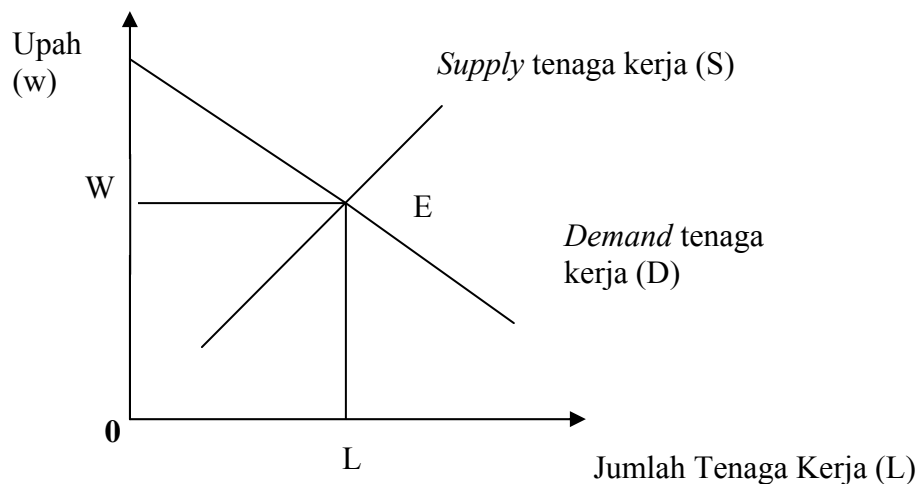 Upah
(w)
Supply tenaga kerja (S)
W
E
Demand tenaga
kerja (D)
0
L
Jumlah Tenaga Kerja (L)